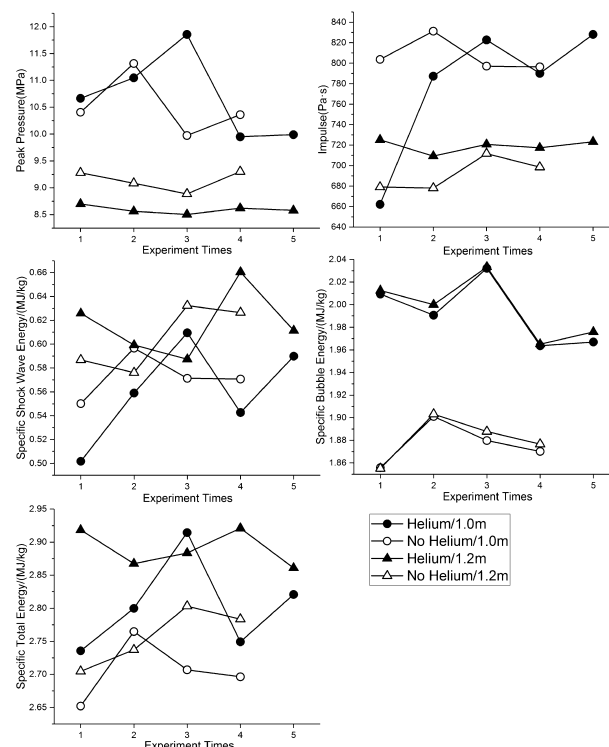 Peak Pressure(MPa)
12.0
11.5
11.0
10.5
10.0
9.5
9.0
8.5
1 2 3 4 5
Experiment Times
Impulse(Pa·s)
840
820
800
780
760
740
720
700
680
660
640
1 2 3 4 5
Experiment Times
Specific Shock Wave Energy/(MJ/kg)
0.66
0.64
0.62
0.60
0.58
0.56
0.54
0.52
0.50
1 2 3 4 5
Experiment Times
Specific Bubble Energy/(MJ/kg)
2.04
2.02
2.00
1.98
1.96
1.90
1.88
1.86
1 2 3 4 5
Experiment Times
Specific Total Energy/(MJ/kg)
2.95
2.90
2.85
2.80
2.75
2.70
2.65
1 2 3 4 5
Experiment Times
Helium/1.0m
No Helium/1.0m
Helium/1.2m
No Helium/1.2m